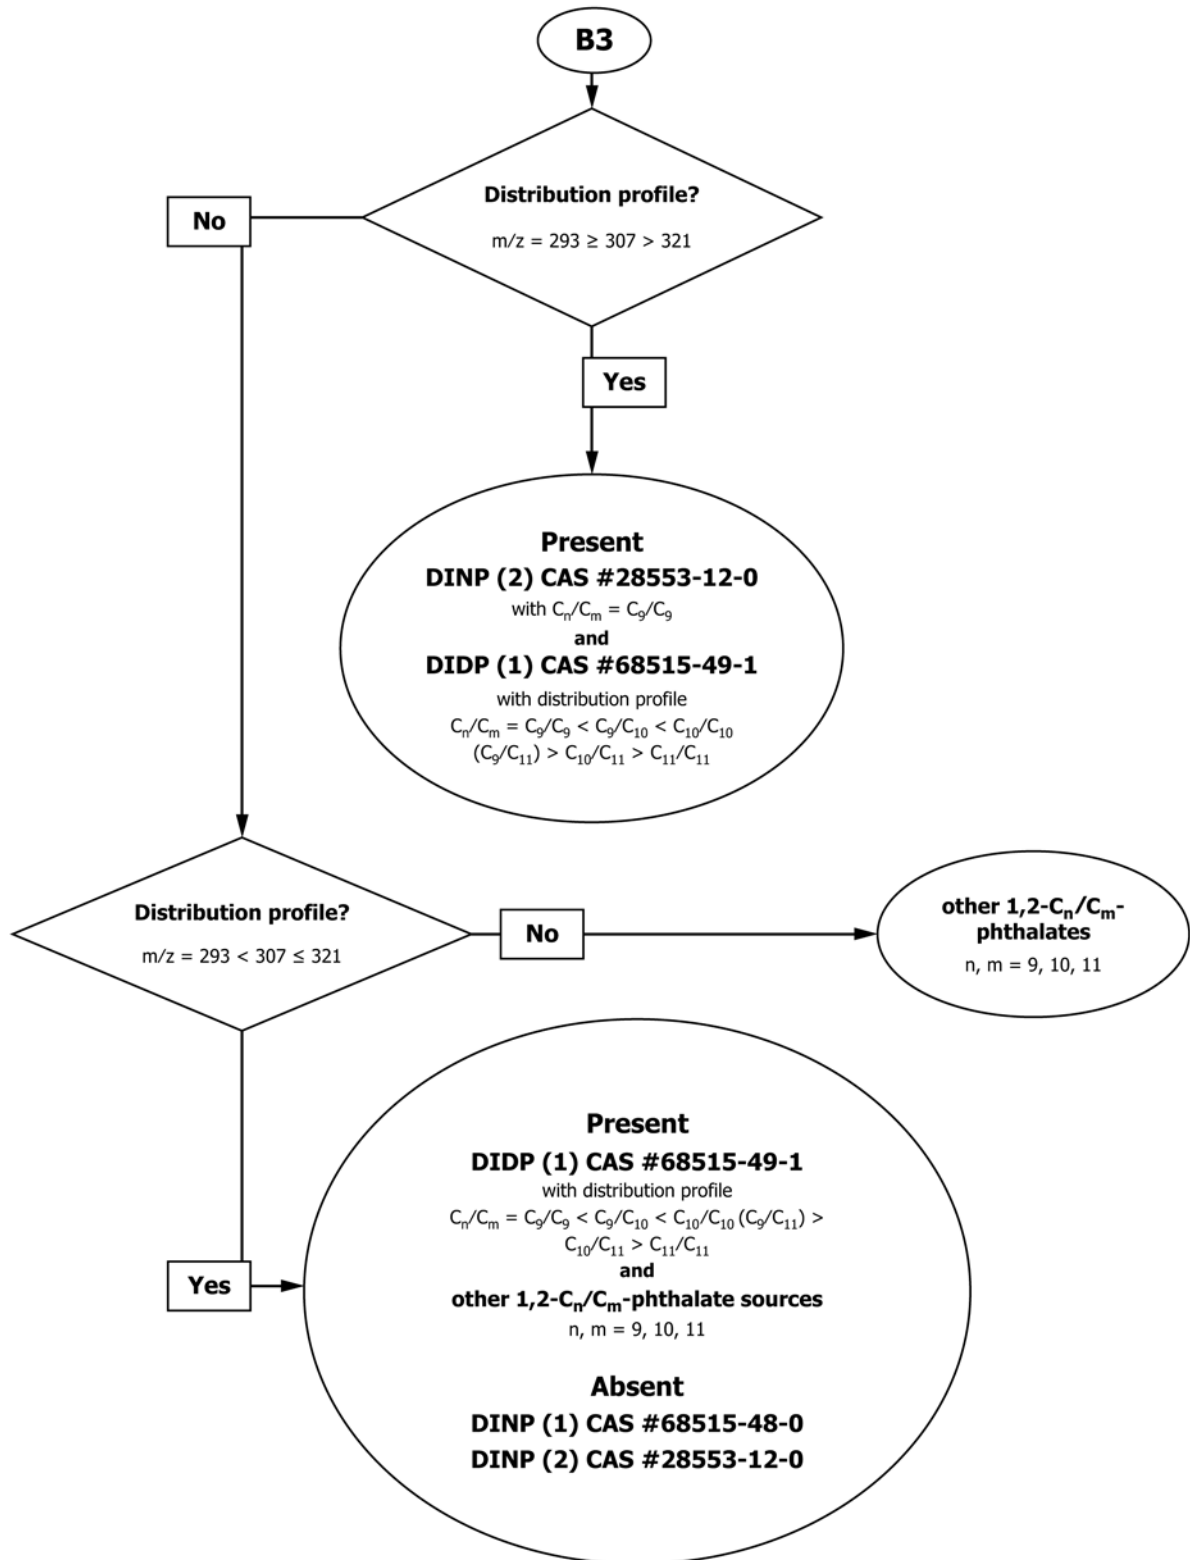 B3
Distribution profile?
m/z = 293 ≥ 307 > 321
No
Yes
Present
DINP (2) CAS #28553-12-0
with Cₙ/Cₘ = C₉/C₉
and
DIDP (1) CAS #68515-49-1
with distribution profile
Cₙ/Cₘ = C₉/C₉ < C₉/C₁₀ < C₁₀/C₁₀
(C₉/C₁₁) > C₁₀/C₁₁ > C₁₁/C₁₁
Distribution profile?
m/z = 293 < 307 ≤ 321
No
other 1,2-Cₙ/Cₘ-
phthalates
n, m = 9, 10, 11
Yes
Present
DIDP (1) CAS #68515-49-1
with distribution profile
Cₙ/Cₘ = C₉/C₉ < C₉/C₁₀ < C₁₀/C₁₀ (C₉/C₁₁) >
C₁₀/C₁₁ > C₁₁/C₁₁
and
other 1,2-Cₙ/Cₘ-phthalate sources
n, m = 9, 10, 11
Absent
DINP (1) CAS #68515-48-0
DINP (2) CAS #28553-12-0